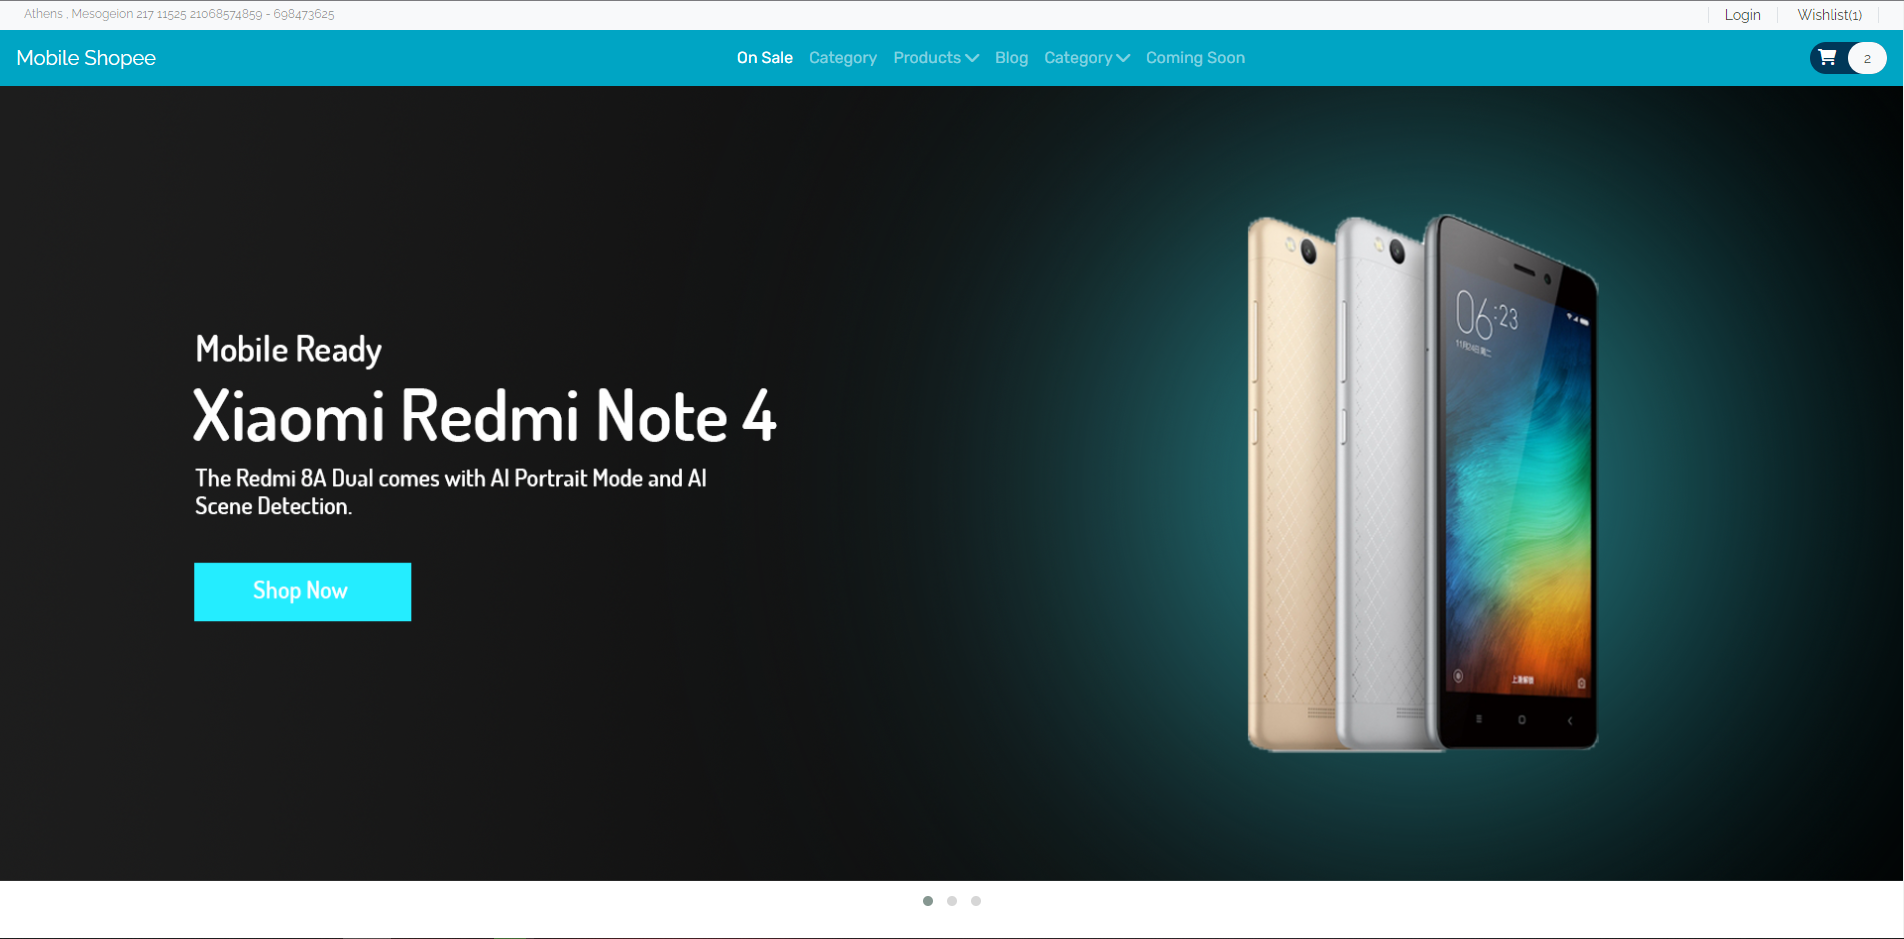 Athens , Mesogeion 217 11525 21068574859 - 698473625
Login
Wishlist(1)
Mobile Shopee
On Sale
Category
Products
Blog
Category
Coming Soon
2
Mobile Ready
Xiaomi Redmi Note 4
The Redmi 8A Dual comes with AI Portrait Mode and AI
Scene Detection.
Shop Now
06:23